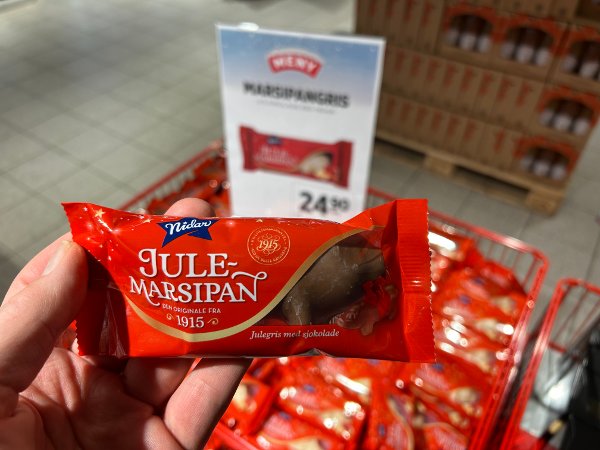 MENY
MARSIPANGRIS
24 90
Nidar
JULE-
MARSIPAN
DEN ORIGINALE FRA
1915
1915
Julegris med sjokolade